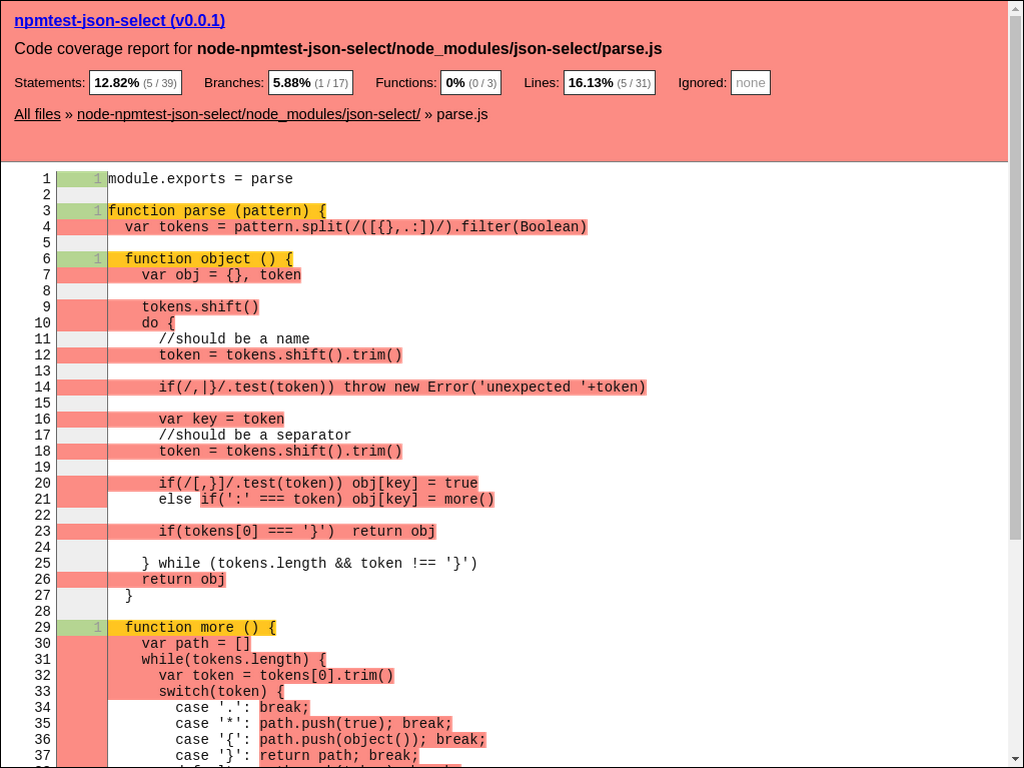 npmtest-json-select (v0.0.1)
Code coverage report for node-npmtest-json-select/node_modules/json-select/parse.js
Statements: 12.82% (5 / 39) Branches: 5.88% (1 / 17) Functions: 0% (0 / 3) Lines: 16.13% (5 / 31) Ignored: none
All files » node-npmtest-json-select/node_modules/json-select/ » parse.js
1 1 module.exports = parse
2
3 1 function parse (pattern) {
4 var tokens = pattern.split(/([{},.:])/).filter(Boolean)
5
6 1 function object () {
7 var obj = {}, token
8
9 tokens.shift()
10 do {
11 //should be a name
12 token = tokens.shift().trim()
13
14 if(/,|}/.test(token)) throw new Error('unexpected '+token)
15
16 var key = token
17 //should be a separator
18 token = tokens.shift().trim()
19
20 if(/[,}]/.test(token)) obj[key] = true
21 else if(':' === token) obj[key] = more()
22
23 if(tokens[0] === '}')  return obj
24
25 } while (tokens.length && token !== '}')
26 return obj
27 }
28
29 1 function more () {
30 var path = []
31 while(tokens.length) {
32 var token = tokens[0].trim()
33 switch(token) {
34 case '.': break;
35 case '*': path.push(true); break;
36 case '{': path.push(object()); break;
37 case '}': return path; break;